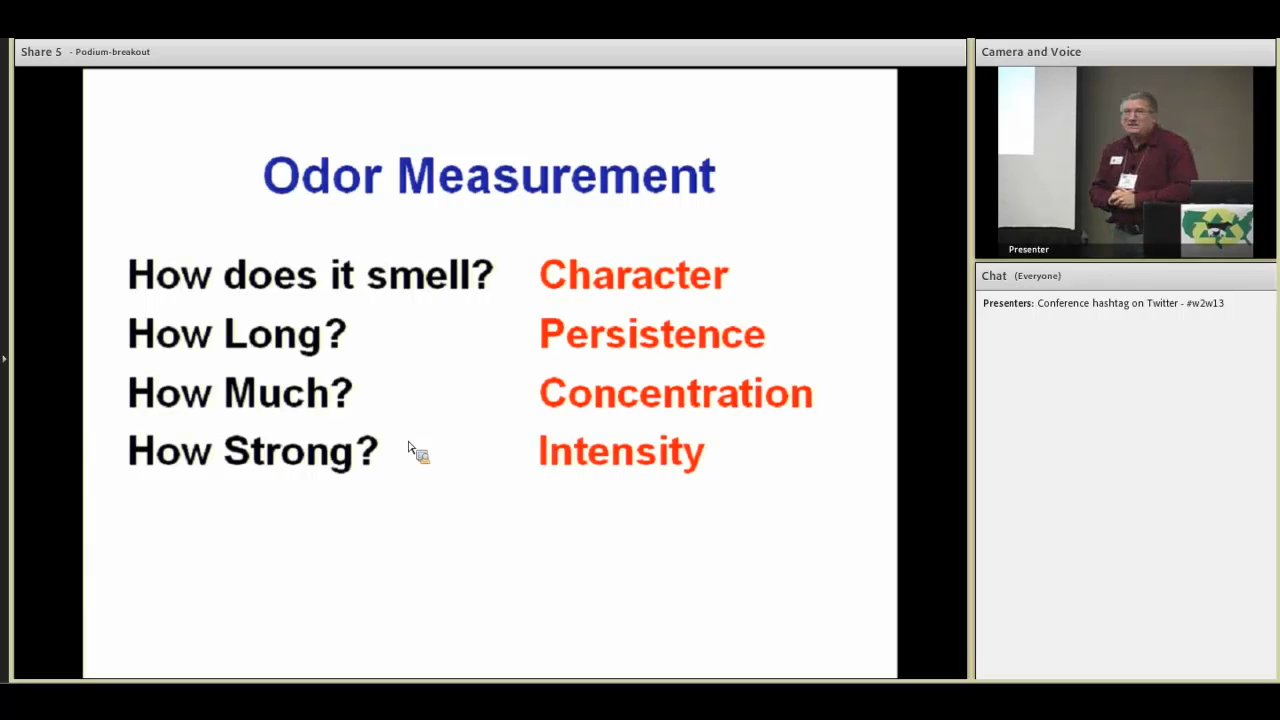 Share 5 - Podium-breakout
Odor Measurement
How does it smell? Character
How Long? Persistence
How Much? Concentration
How Strong? Intensity
Camera and Voice
Presenter
Chat (Everyone)
Presenters: Conference hashtag on Twitter - #w2w13